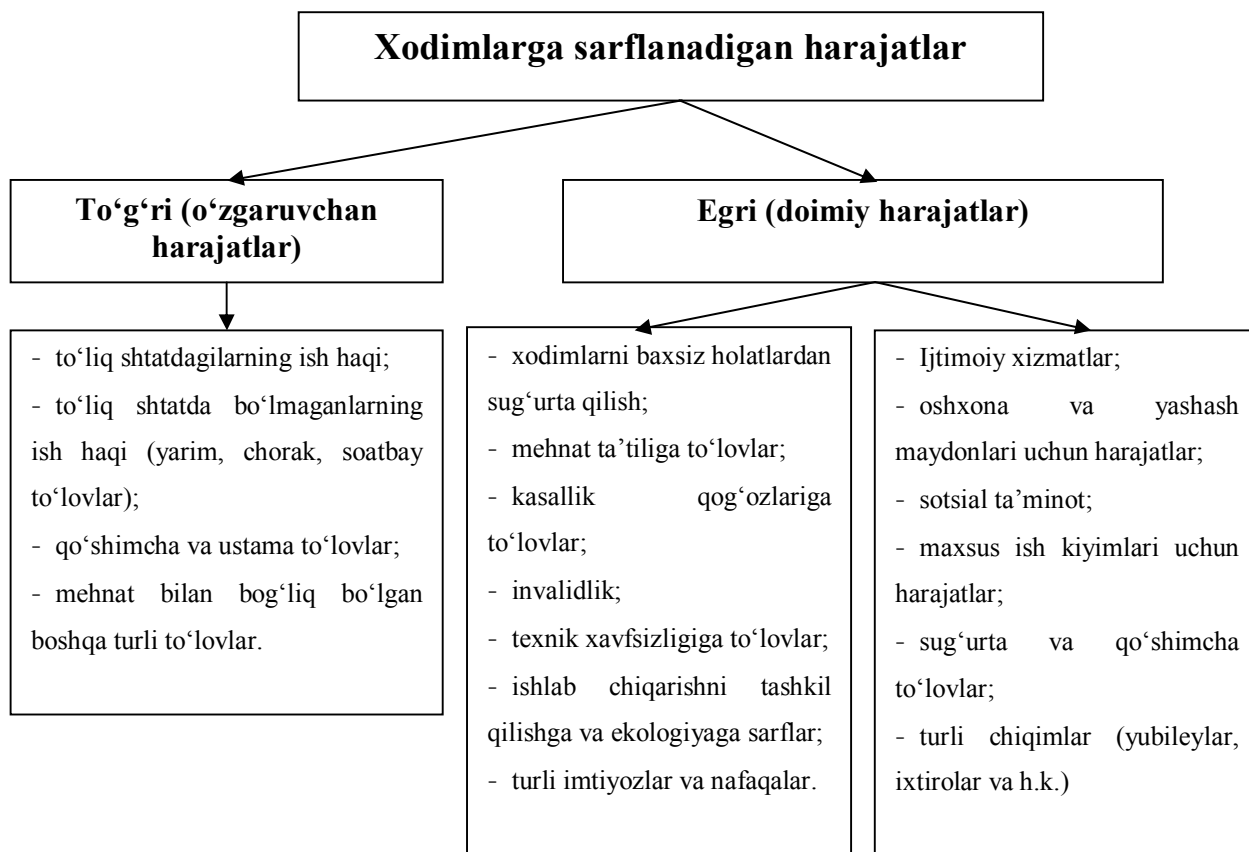 Xodimlarga sarflanadigan harajatlar
To‘g‘ri (o‘zgaruvchan
harajatlar)
Egri (doimiy harajatlar)
- to‘liq shtatdagilarning ish haqi;
- to‘liq shtatda bo‘lmaganlarning
ish haqi (yarim, chorak, soatbay
to‘lovlar);
- qo‘shimcha va ustama to‘lovlar;
- mehnat bilan bog‘liq bo‘lgan
boshqa turli to‘lovlar.
- xodimlarni baxsiz holatlardan
sug‘urta qilish;
- mehnat ta’tiliga to‘lovlar;
- kasallik qog‘ozlariga
to‘lovlar;
- invalidlik;
- texnik xavfsizligiga to‘lovlar;
- ishlab chiqarishni tashkil
qilishga va ekologiyaga sarflar;
- turli imtiyozlar va nafaqalar.
- Ijtimoiy xizmatlar;
- oshxona va yashash
maydonlari uchun harajatlar;
- sotsial ta’minot;
- maxsus ish kiyimlari uchun
harajatlar;
- sug‘urta va qo‘shimcha
to‘lovlar;
- turli chiqimlar (yubileylar,
ixtirolar va h.k.)